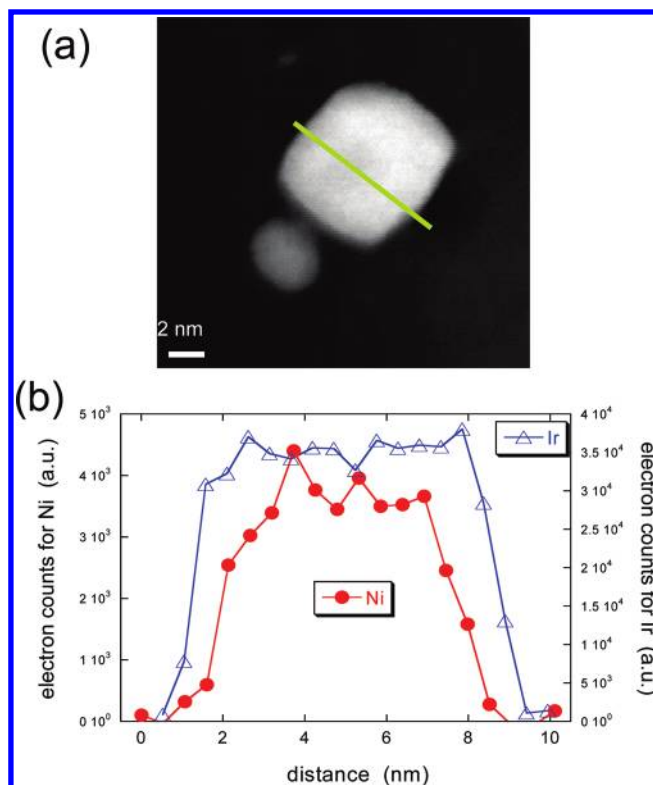 (a)
2 nm
(b)
electron counts for Ni (a.u.)
5 10³
4 10³
3 10³
2 10³
1 10³
0 10⁰
Ir
Ni
4 10⁴
3.5 10⁴
3 10⁴
2.5 10⁴
2 10⁴
1.5 10⁴
1 10⁴
5 10³
0 10⁰
electron counts for Ir (a.u.)
0 2 4 6 8 10
distance (nm)